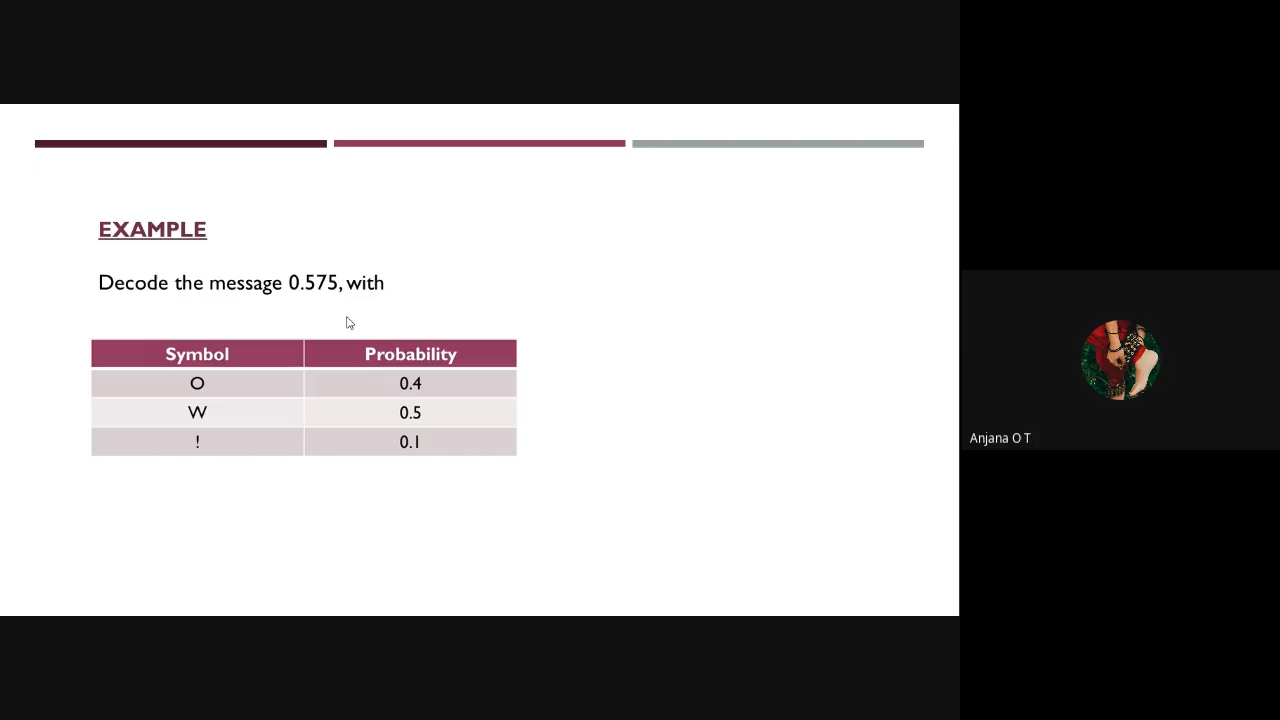 EXAMPLE
Decode the message 0.575, with
Symbol Probability
O 0.4
W 0.5
! 0.1
Anjana O T